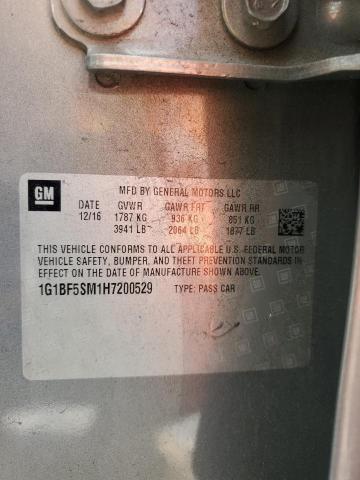 GM
MFD BY GENERAL MOTORS LLC
DATE GVWR GAWR FRT GAWR RR
12/16 1787 KG 936 KG 851 KG
3941 LB 2064 LB 1877 LB
THIS VEHICLE CONFORMS TO ALL APPLICABLE U.S. FEDERAL MOTOR
VEHICLE SAFETY, BUMPER, AND THEFT PREVENTION STANDARDS IN
EFFECT ON THE DATE OF MANUFACTURE SHOWN ABOVE.
1G1BF5SM1H7200529 TYPE: PASS CAR